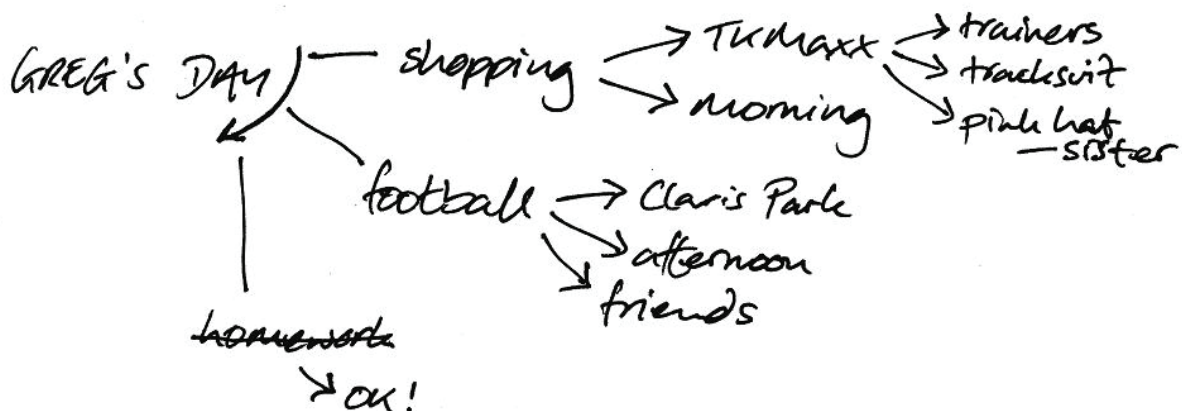 GREG'S DAY
shopping
TK Maxx
trainers
tracksuit
pink hat
— sister
morning
football
Claris Park
afternoon
friends
homework
OK!